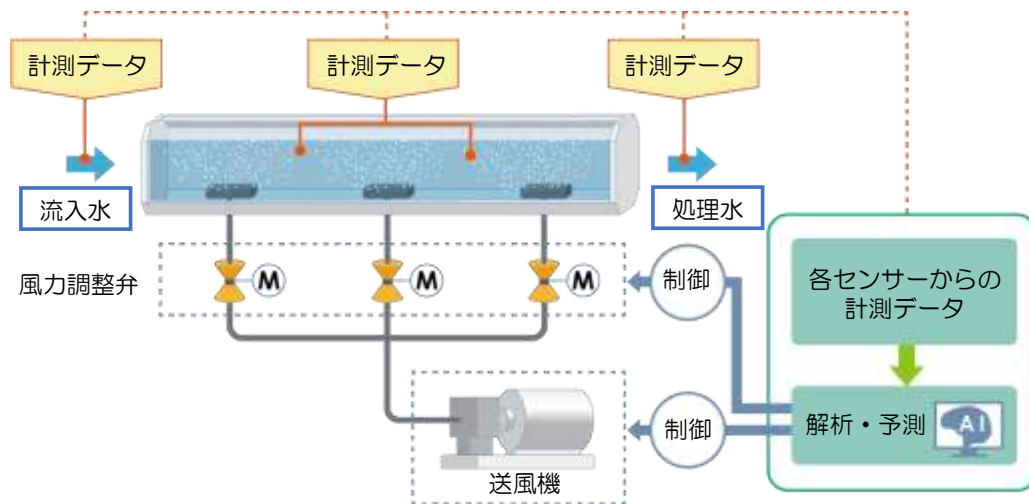 計測データ
計測データ
計測データ
流入水
処理水
風力調整弁
M
M
M
制御
各センサーからの
計測データ
制御
解析・予測
AI
送風機